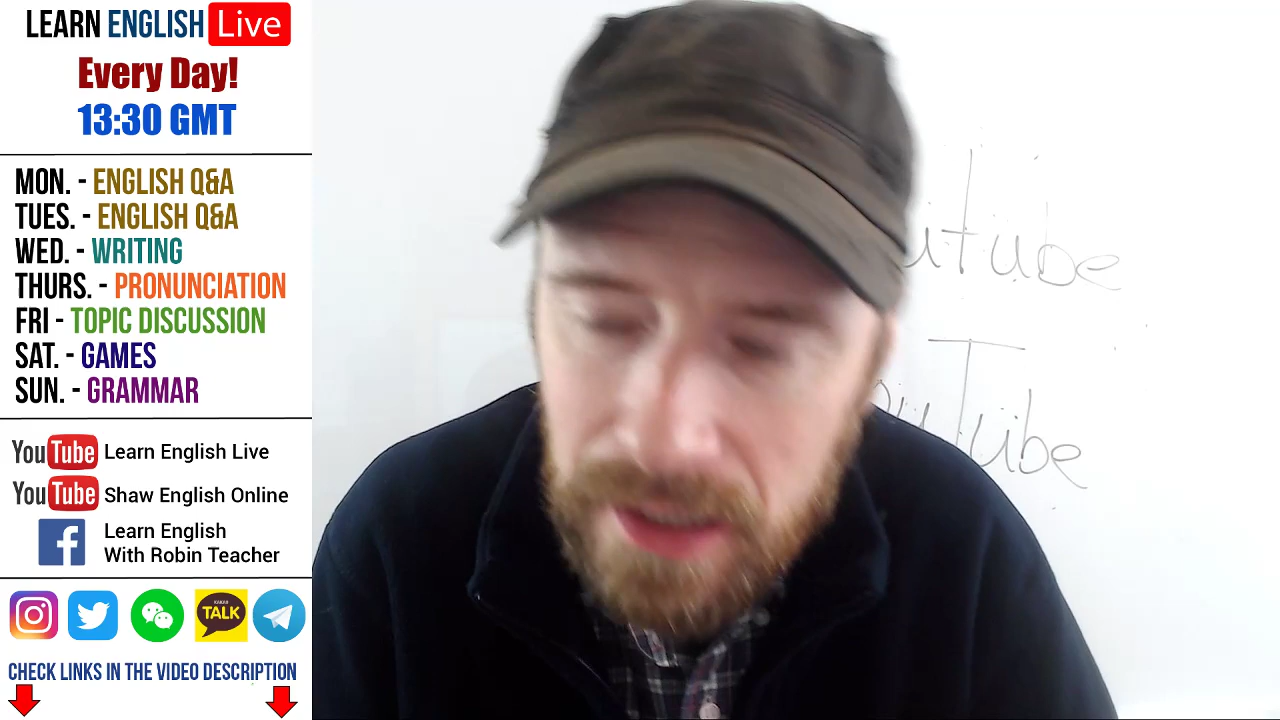 LEARN ENGLISH Live
Every Day!
13:30 GMT
MON. - ENGLISH Q&A
TUES. - ENGLISH Q&A
WED. - WRITING
THURS. - PRONUNCIATION
FRI - TOPIC DISCUSSION
SAT. - GAMES
SUN. - GRAMMAR
YouTube Learn English Live
YouTube Shaw English Online
f Learn English
With Robin Teacher
TALK
CHECK LINKS IN THE VIDEO DESCRIPTION